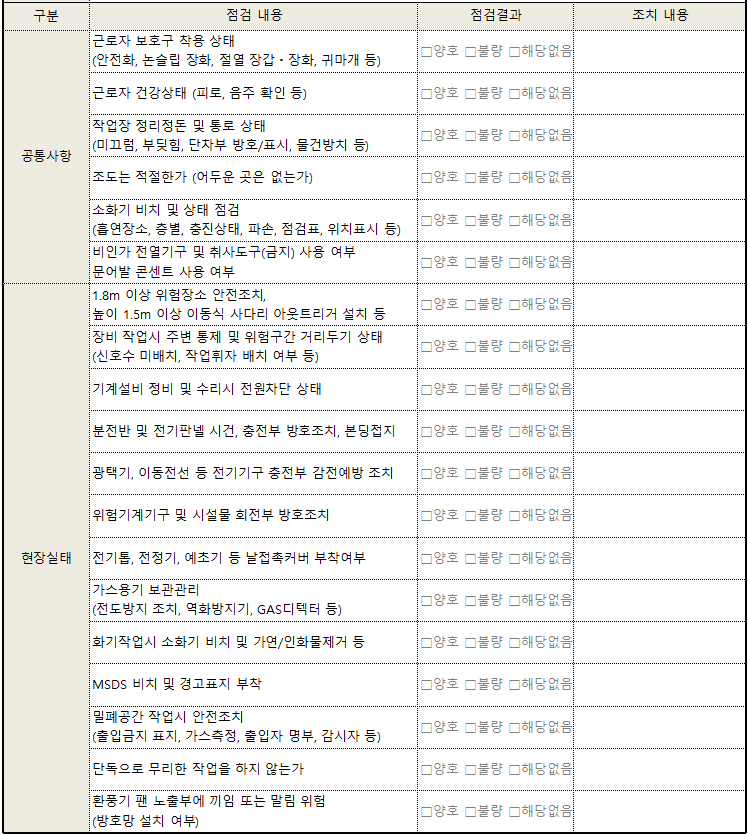 구분 점검 내용 점검결과 조치 내용
공통사항
근로자 보호구 착용 상태
(안전화, 논슬립 장화, 절열 장갑・장화, 귀마개 등)
□양호 □불량 □해당없음
근로자 건강상태 (피로, 음주 확인 등)
□양호 □불량 □해당없음
작업장 정리정돈 및 통로 상태
(미끄럼, 부딪힘, 단차부 방호/표시, 물건방치 등)
□양호 □불량 □해당없음
조도는 적절한가 (어두운 곳은 없는가)
□양호 □불량 □해당없음
소화기 비치 및 상태 점검
(흡연장소, 층별, 충진상태, 파손, 점검표, 위치표시 등)
□양호 □불량 □해당없음
비인가 전열기구 및 취사도구(금지) 사용 여부
문어발 콘센트 사용 여부
□양호 □불량 □해당없음
현장실태
1.8m 이상 위험장소 안전조치,
높이 1.5m 이상 이동식 사다리 아웃트리거 설치 등
□양호 □불량 □해당없음
장비 작업시 주변 통제 및 위험구간 거리두기 상태
(신호수 미배치, 작업휘자 배치 여부 등)
□양호 □불량 □해당없음
기계설비 정비 및 수리시 전원차단 상태
□양호 □불량 □해당없음
분전반 및 전기판넬 시건, 충전부 방호조치, 본딩접지
□양호 □불량 □해당없음
광택기, 이동전선 등 전기기구 충전부 감전예방 조치
□양호 □불량 □해당없음
위험기계기구 및 시설물 회전부 방호조치
□양호 □불량 □해당없음
전기톱, 전정기, 예초기 등 날접촉커버 부착여부
□양호 □불량 □해당없음
가스용기 보관관리
(전도방지 조치, 역화방지기, GAS디텍터 등)
□양호 □불량 □해당없음
화기작업시 소화기 비치 및 가연/인화물제거 등
□양호 □불량 □해당없음
MSDS 비치 및 경고표지 부착
□양호 □불량 □해당없음
밀폐공간 작업시 안전조치
(출입금지 표지, 가스측정, 출입자 명부, 감시자 등)
□양호 □불량 □해당없음
단독으로 무리한 작업을 하지 않는가
□양호 □불량 □해당없음
환풍기 팬 노출부에 끼임 또는 말림 위험
(방호망 설치 여부)
□양호 □불량 □해당없음